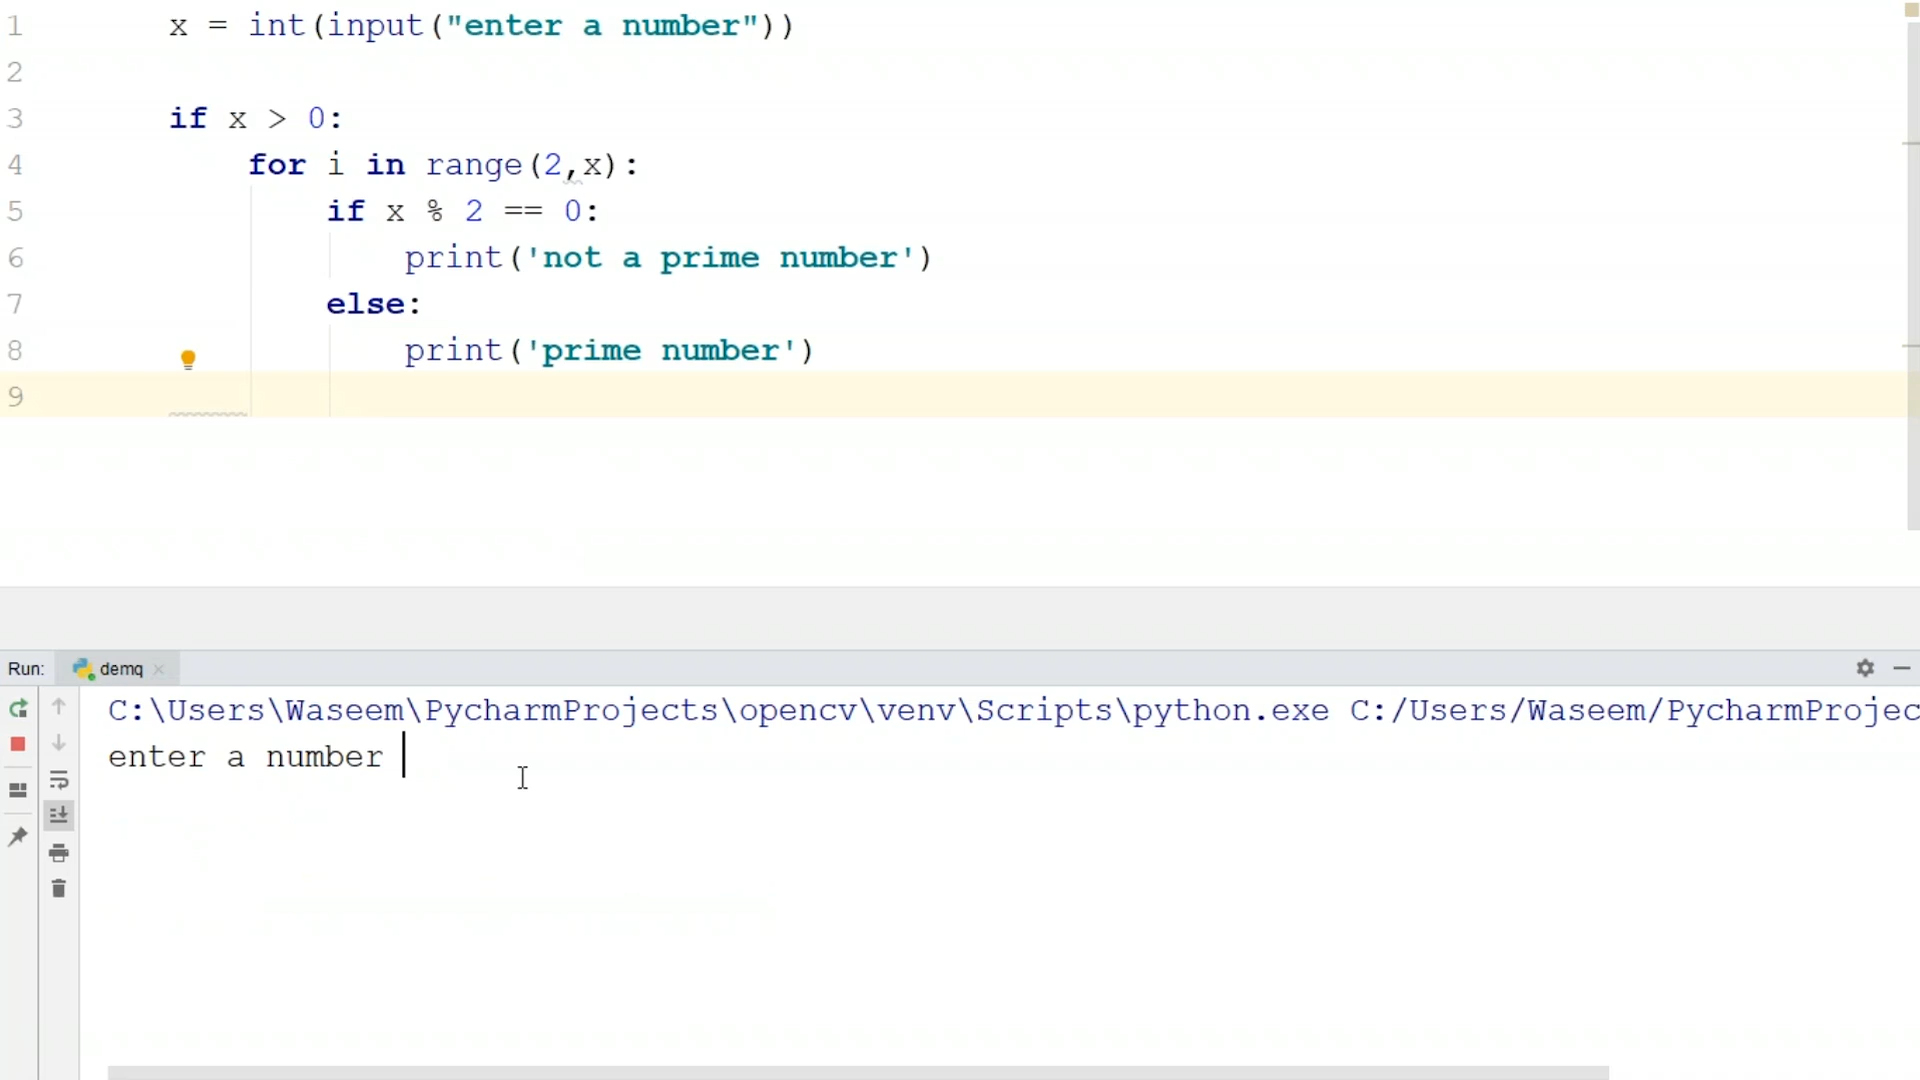 1 x = int(input("enter a number"))
2
3 if x > 0:
4 for i in range(2,x):
5 if x % 2 == 0:
6 print('not a prime number')
7 else:
8 print('prime number')
9
Run: demq
C:\Users\Waseem\PycharmProjects\opencv\venv\Scripts\python.exe C:/Users/Waseem/PycharmProjec
enter a number